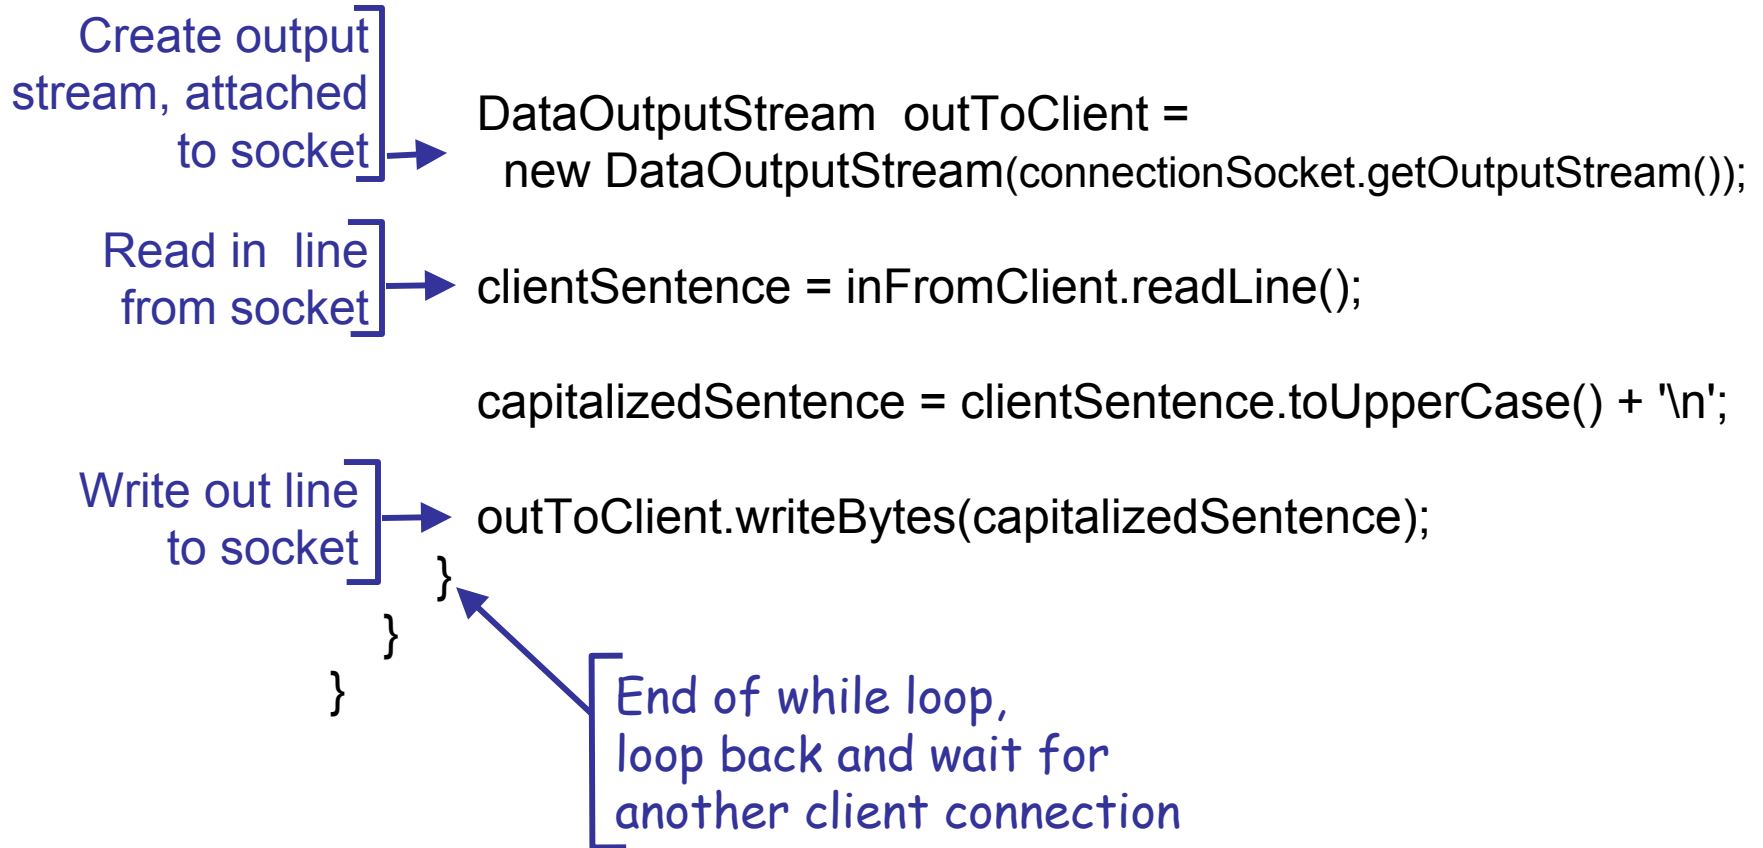 Create output
stream, attached
to socket
DataOutputStream  outToClient =
new DataOutputStream(connectionSocket.getOutputStream());
Read in  line
from socket
clientSentence = inFromClient.readLine();
capitalizedSentence = clientSentence.toUpperCase() + '\n';
Write out line
to socket
outToClient.writeBytes(capitalizedSentence);
}
}
}
End of while loop,
loop back and wait for
another client connection